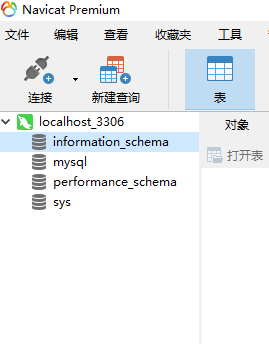 Navicat Premium
文件 编辑 查看 收藏夹 工具
连接 新建查询 表
localhost_3306 对象
information_schema
mysql 打开表
performance_schema
sys